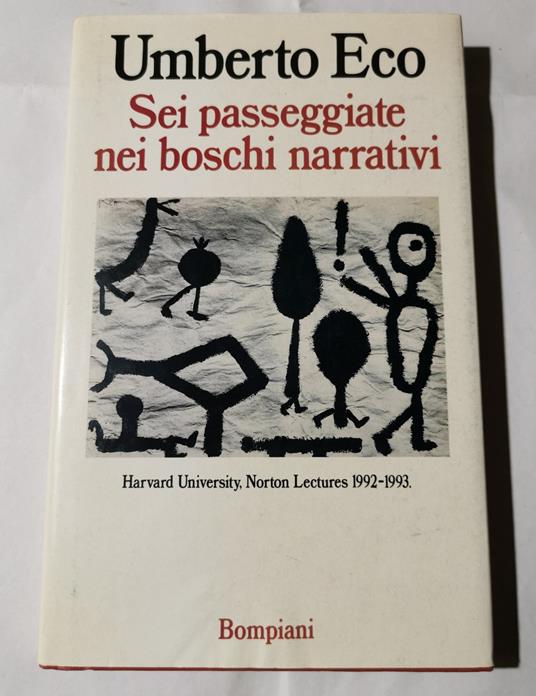 Umberto Eco
Sei passeggiate
nei boschi narrativi
Harvard University, Norton Lectures 1992-1993.
Bompiani